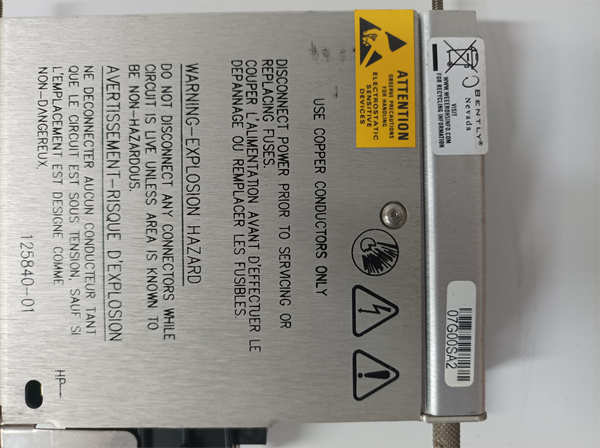 USE COPPER CONDUCTORS ONLY
DISCONNECT POWER PRIOR TO SERVICING OR
REPLACING FUSES.
COUPER L'ALIMENTATION AVANT D'EFFECTUER LE
DEPANNAGE OU REMPLACER LES FUSIBLES.
WARNING-EXPLOSION HAZARD
DO NOT DISCONNECT ANY CONNECTORS WHILE
CIRCUIT IS LIVE UNLESS AREA IS KNOWN TO
BE NON-HAZARDOUS.
AVERTISSEMENT-RISQUE D'EXPLOSION
NE DECONNECTER AUCUN CONDUCTEUR TANT
QUE LE CIRCUIT EST SOUS TENSION, SAUF SI
L'EMPLACEMENT EST DESIGNE COMME
NON-DANGEREUX.
125840-01
HP-
ATTENTION
OBSERVE PRECAUTIONS
FOR HANDLING
ELECTROSTATIC
SENSITIVE
DEVICES
BENTLY®
Nevada
VISIT
WWW.WEEEROHSINFO.COM
FOR RECYCLING INFORMATION
07G00SA2